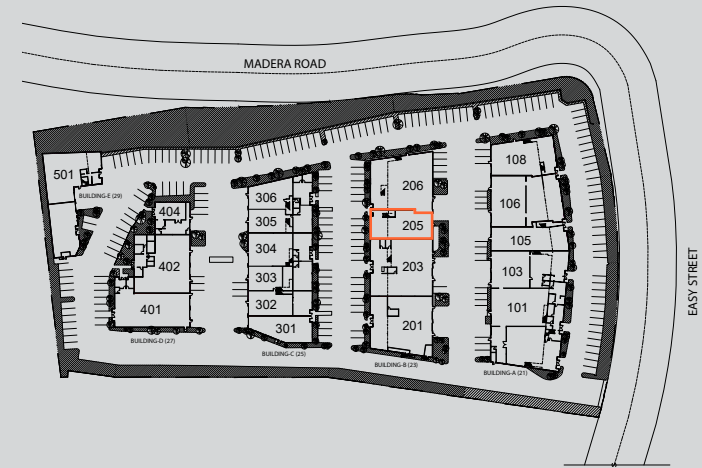 MADERA ROAD
EASY STREET
501
BUILDING-E (29)
404
402
401
BUILDING-D (27)
306
305
304
303
302
301
BUILDING-C (25)
206
205
203
201
BUILDING-B (23)
108
106
105
103
101
BUILDING-A (21)